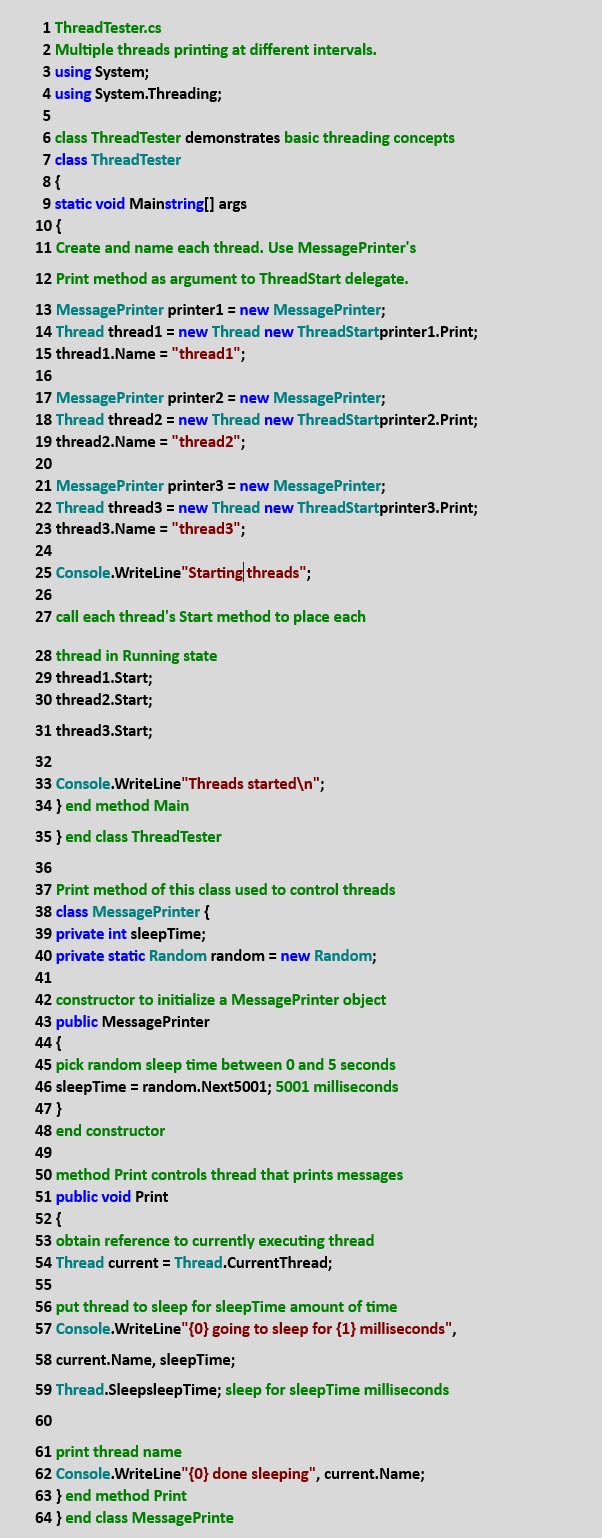 1 ThreadTester.cs
2 Multiple threads printing at different intervals.
3 using System;
4 using System.Threading;
5
6 class ThreadTester demonstrates basic threading concepts
7 class ThreadTester
8 {
9 static void Mainstring[] args
10 {
11 Create and name each thread. Use MessagePrinter's
12 Print method as argument to ThreadStart delegate.
13 MessagePrinter printer1 = new MessagePrinter;
14 Thread thread1 = new Thread new ThreadStartprinter1.Print;
15 thread1.Name = "thread1";
16
17 MessagePrinter printer2 = new MessagePrinter;
18 Thread thread2 = new Thread new ThreadStartprinter2.Print;
19 thread2.Name = "thread2";
20
21 MessagePrinter printer3 = new MessagePrinter;
22 Thread thread3 = new Thread new ThreadStartprinter3.Print;
23 thread3.Name = "thread3";
24
25 Console.WriteLine"Starting threads";
26
27 call each thread's Start method to place each
28 thread in Running state
29 thread1.Start;
30 thread2.Start;
31 thread3.Start;
32
33 Console.WriteLine"Threads started\n";
34 } end method Main
35 } end class ThreadTester
36
37 Print method of this class used to control threads
38 class MessagePrinter {
39 private int sleepTime;
40 private static Random random = new Random;
41
42 constructor to initialize a MessagePrinter object
43 public MessagePrinter
44 {
45 pick random sleep time between 0 and 5 seconds
46 sleepTime = random.Next5001; 5001 milliseconds
47 }
48 end constructor
49
50 method Print controls thread that prints messages
51 public void Print
52 {
53 obtain reference to currently executing thread
54 Thread current = Thread.CurrentThread;
55
56 put thread to sleep for sleepTime amount of time
57 Console.WriteLine"{0} going to sleep for {1} milliseconds",
58 current.Name, sleepTime;
59 Thread.SleepsleepTime; sleep for sleepTime milliseconds
60
61 print thread name
62 Console.WriteLine"{0} done sleeping", current.Name;
63 } end method Print
64 } end class MessagePrinte